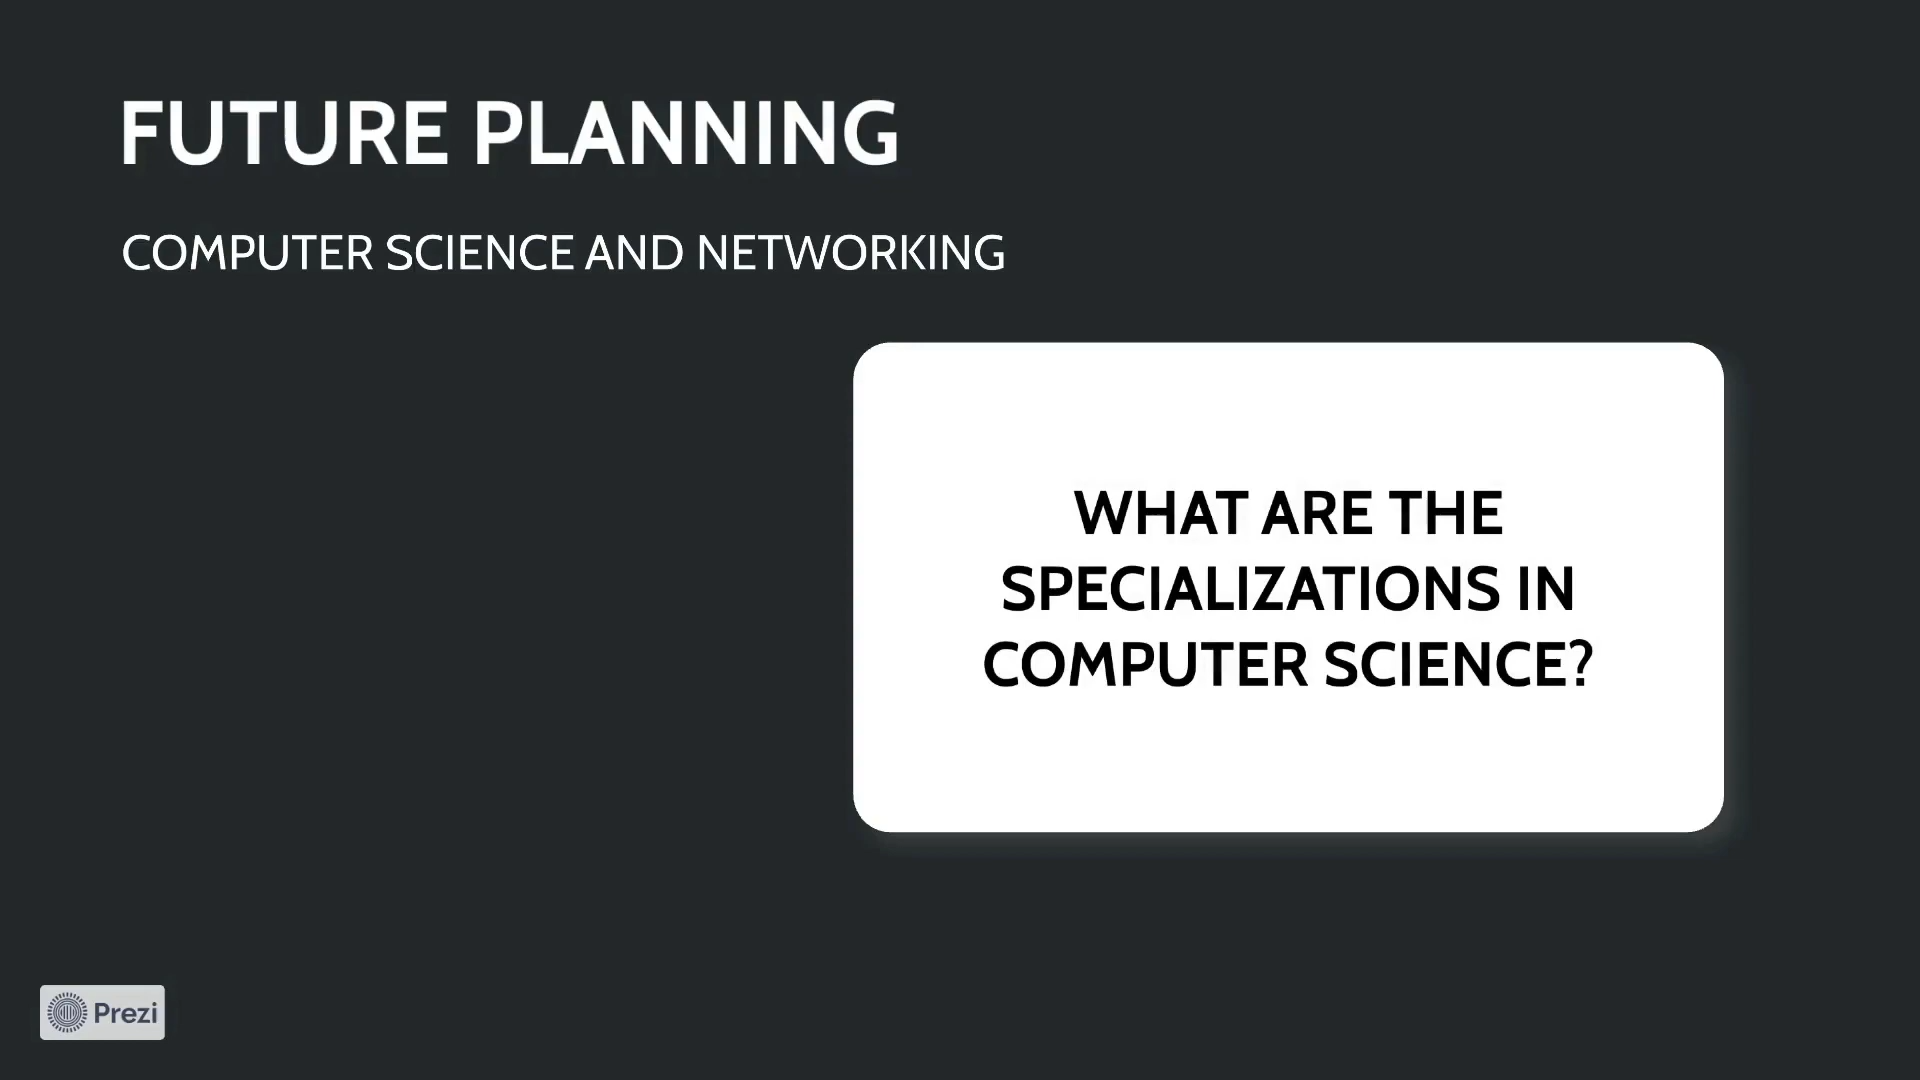 FUTURE PLANNING
COMPUTER SCIENCE AND NETWORKING
WHAT ARE THE
SPECIALIZATIONS IN
COMPUTER SCIENCE?
Prezi